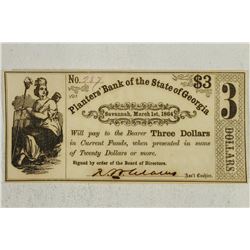 No. 287
$3
Planters' Bank of the State of Georgia
Savannah, March 1st, 1864
Will pay to the Bearer Three Dollars
in Current Funds, when presented in sums
of Twenty Dollars or more.
Signed by order of the Board of Directors.
Ass't Cashier.
3
DOLLARS